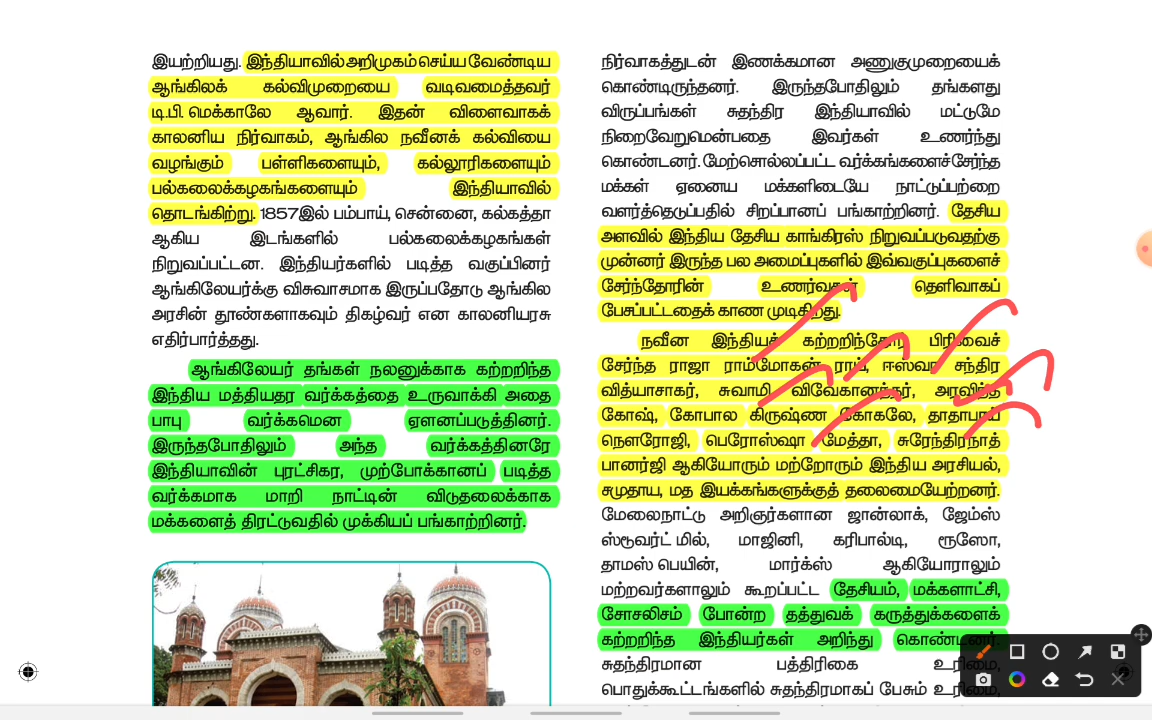 இயற்றியது. இந்தியாவில் அறிமுகம் செய்ய வேண்டிய
ஆங்கிலக் கல்விமுறையை வடிவமைத்தவர்
டி.பி. மெக்காலே ஆவார். இதன் விளைவாகக்
காலனிய நிர்வாகம், ஆங்கில நவீனக் கல்வியை
வழங்கும் பள்ளிகளையும், கல்லூரிகளையும்
பல்கலைக்கழகங்களையும் இந்தியாவில்
தொடங்கிற்று. 1857இல் பம்பாய், சென்னை, கல்கத்தா
ஆகிய இடங்களில் பல்கலைக்கழகங்கள்
நிறுவப்பட்டன. இந்தியர்களில் படித்த வகுப்பினர்
ஆங்கிலேயர்க்கு விசுவாசமாக இருப்பதோடு ஆங்கில
அரசின் தூண்களாகவும் திகழ்வர் என காலனியரசு
எதிர்பார்த்தது.
ஆங்கிலேயர் தங்கள் நலனுக்காக கற்றறிந்த
இந்திய மத்தியதர வர்க்கத்தை உருவாக்கி அதை
பாபு வர்க்கமென ஏளனப்படுத்தினர்.
இருந்தபோதிலும் அந்த வர்க்கத்தினரே
இந்தியாவின் புரட்சிகர, முற்போக்கானப் படித்த
வர்க்கமாக மாறி நாட்டின் விடுதலைக்காக
மக்களைத் திரட்டுவதில் முக்கியப் பங்காற்றினர்.
நிர்வாகத்துடன் இணக்கமான அணுகுமுறையைக்
கொண்டிருந்தனர். இருந்தபோதிலும் தங்களது
விருப்பங்கள் சுதந்திர இந்தியாவில் மட்டுமே
நிறைவேறுமென்பதை இவர்கள் உணர்ந்து
கொண்டனர். மேற்சொல்லப்பட்ட வர்க்கங்களைச் சேர்ந்த
மக்கள் ஏனைய மக்களிடையே நாட்டுப்பற்றை
வளர்த்தெடுப்பதில் சிறப்பானப் பங்காற்றினர். தேசிய
அளவில் இந்திய தேசிய காங்கிரஸ் நிறுவப்படுவதற்கு
முன்னர் இருந்த பல அமைப்புகளில் இவ்வகுப்புகளைச்
சேர்ந்தோரின் உணர்வுகள் தெளிவாகப்
பேசப்பட்டதைக் காண முடிகிறது.
நவீன இந்தியக் கற்றறிந்தோர் பிரிவைச்
சேர்ந்த ராஜா ராம்மோகன் ராய், ஈஸ்வர சந்திர
வித்யாசாகர், சுவாமி விவேகானந்தர், அரவிந்த
கோஷ், கோபால கிருஷ்ண கோகலே, தாதாபாய்
நௌரோஜி, பெரோஸ்ஷா மேத்தா, சுரேந்திரநாத்
பானர்ஜி ஆகியோரும் மற்றோரும் இந்திய அரசியல்,
சமுதாய, மத இயக்கங்களுக்குத் தலைமையேற்றனர்.
மேலைநாட்டு அறிஞர்களான ஜான்லாக், ஜேம்ஸ்
ஸ்டூவர்ட் மில், மாஜினி, கரிபால்டி, ரூஸோ,
தாமஸ் பெயின், மார்க்ஸ் ஆகியோராலும்
மற்றவர்களாலும் கூறப்பட்ட தேசியம், மக்களாட்சி,
சோசலிசம் போன்ற தத்துவக் கருத்துக்களைக்
கற்றறிந்த இந்தியர்கள் அறிந்து கொண்டனர்.
சுதந்திரமான பத்திரிகை உரிமை,
பொதுக்கூட்டங்களில் சுதந்திரமாகப் பேசும் உரிமை,